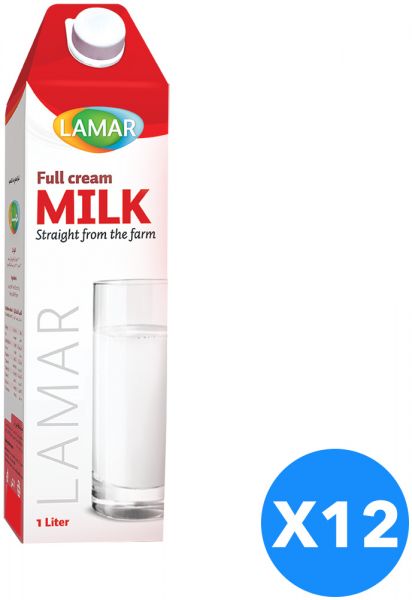 LAMAR
Full cream
MILK
Straight from the farm
LAMAR
1 Liter
X12